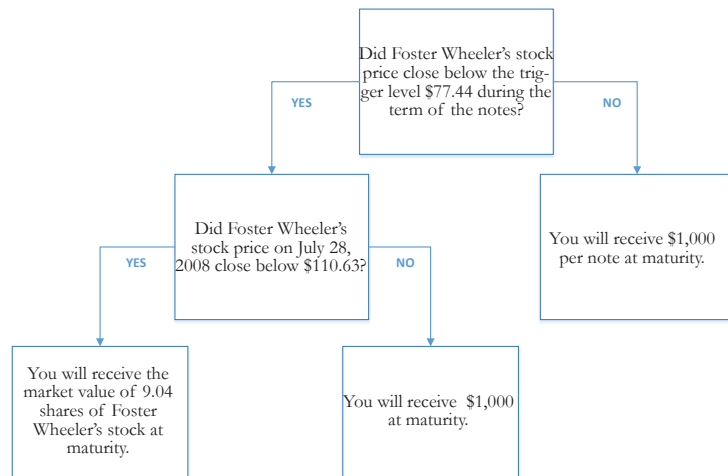 Did Foster Wheeler's stock
price close below the trig-
ger level $77.44 during the
term of the notes?
YES
NO
Did Foster Wheeler's
stock price on July 28,
2008 close below $110.63?
You will receive $1,000
per note at maturity.
YES
NO
You will receive the
market value of 9.04
shares of Foster
Wheeler's stock at
maturity.
You will receive $1,000
at maturity.